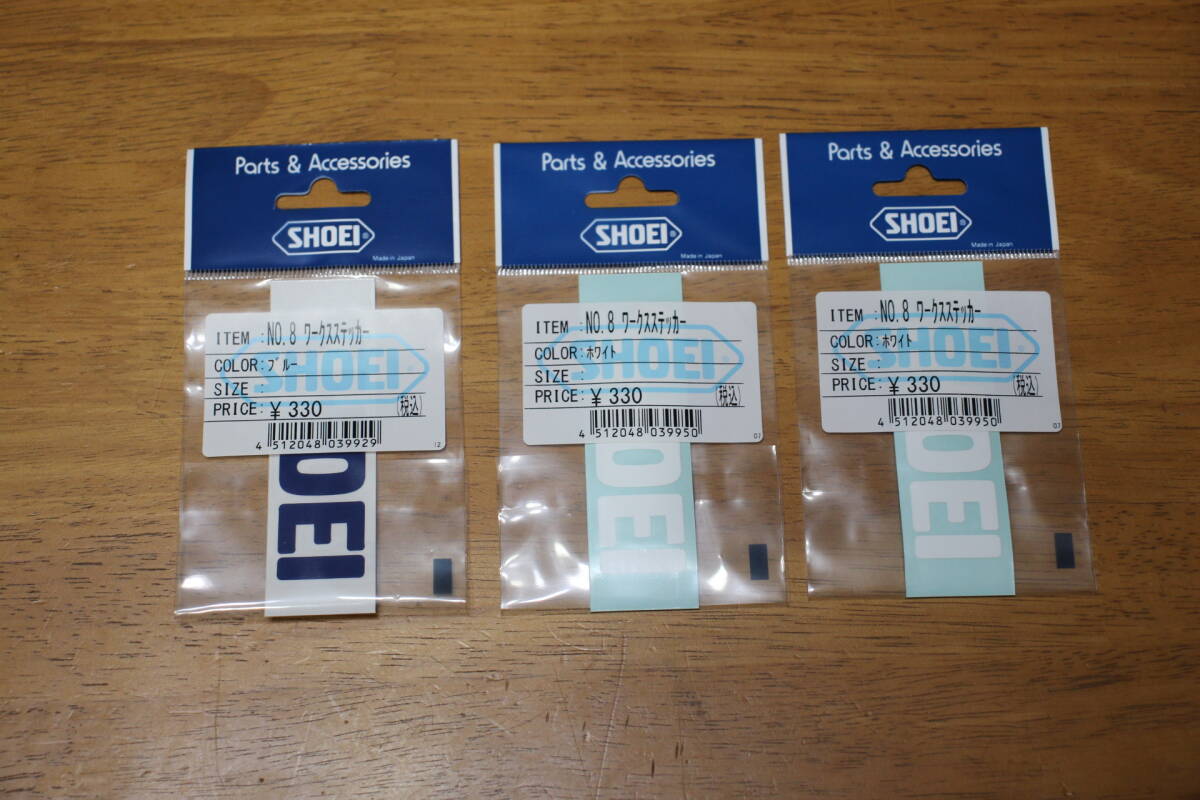 Parts & Accessories
SHOEI®
Made in Japan
ITEM :NO.8 ワークスステッカー
COLOR:ブルー
SIZE :
PRICE:¥330 (税込)
SHOEI
4 512048 039929
12
OEI
Parts & Accessories
SHOEI®
Made in Japan
ITEM :NO.8 ワークスステッカー
COLOR:ホワイト
SIZE :
PRICE:¥330 (税込)
SHOEI
4 512048 039950
07
OEI
Parts & Accessories
SHOEI®
Made in Japan
ITEM :NO.8 ワークスステッカー
COLOR:ホワイト
SIZE :
PRICE:¥330 (税込)
SHOEI
4 512048 039950
07
OEI